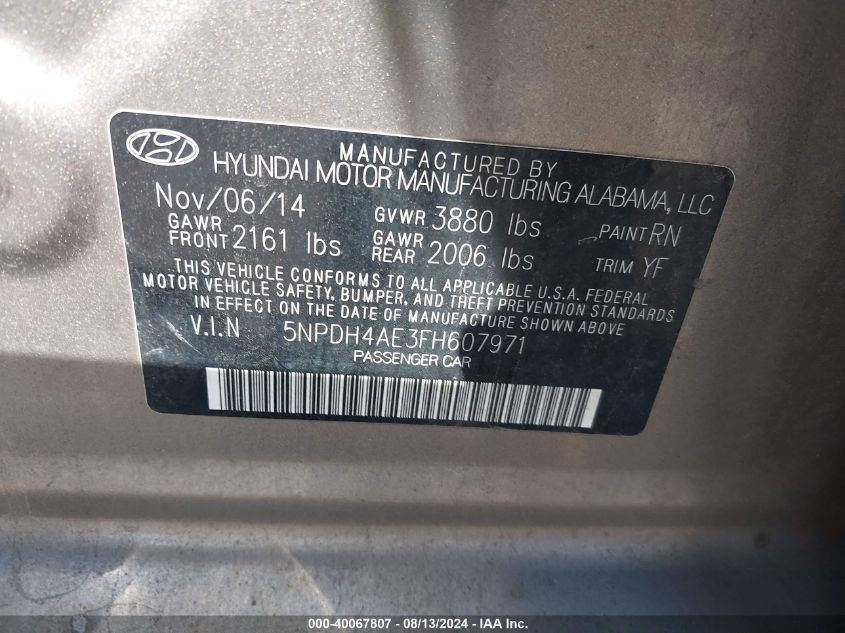 MANUFACTURED BY
HYUNDAI MOTOR MANUFACTURING ALABAMA, LLC
Nov/06/14 GVWR 3880 lbs PAINT RN
GAWR FRONT 2161 lbs GAWR REAR 2006 lbs TRIM YF
THIS VEHICLE CONFORMS TO ALL APPLICABLE U.S.A. FEDERAL
MOTOR VEHICLE SAFETY, BUMPER, AND THEFT PREVENTION STANDARDS
IN EFFECT ON THE DATE OF MANUFACTURE SHOWN ABOVE
V.I.N 5NPDH4AE3FH607971
PASSENGER CAR
000-40067807 - 08/13/2024 - IAA Inc.